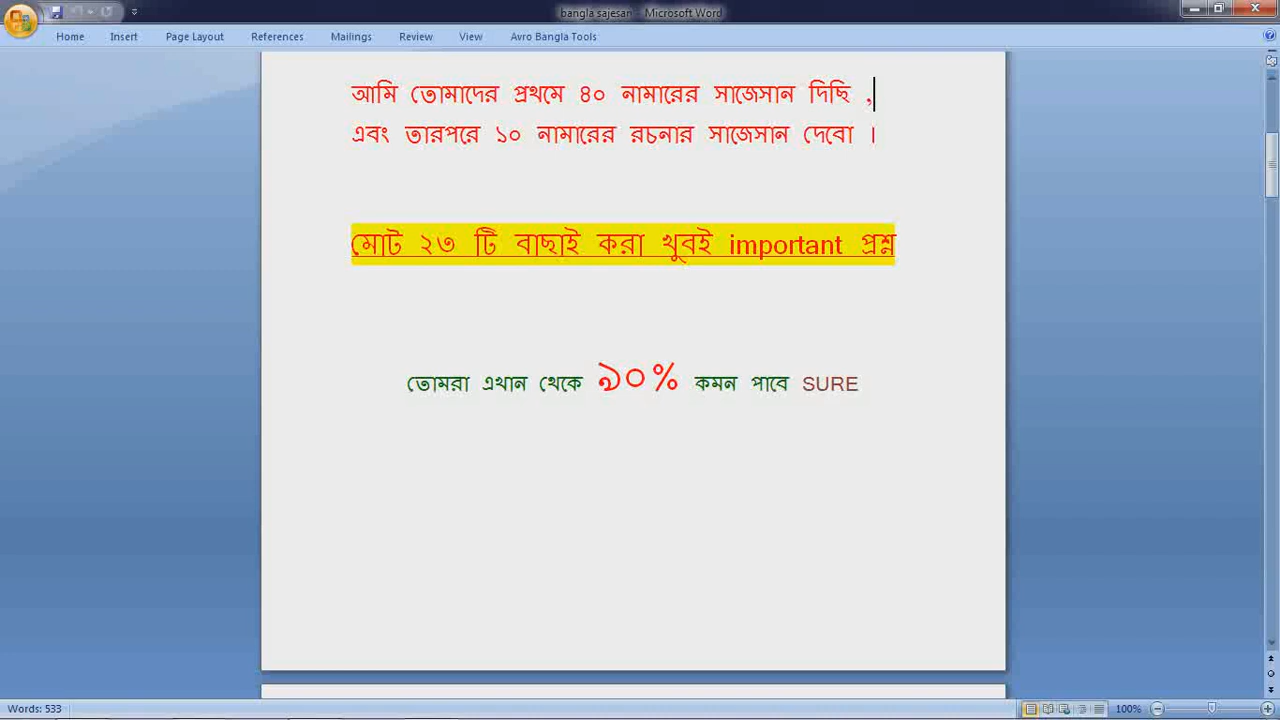 bangla sajesan - Microsoft Word
Home Insert Page Layout References Mailings Review View Avro Bangla Tools
আমি তোমাদের প্রথমে ৪০ নামারের সাজেসান দিছি ,
এবং তারপরে ১০ নামারের রচনার সাজেসান দেবো ।
মোট ২৩ টি বাছাই করা খুবই important প্রশ্ন
তোমরা এখান থেকে ৯০% কমন পাবে SURE
Words: 533 100%